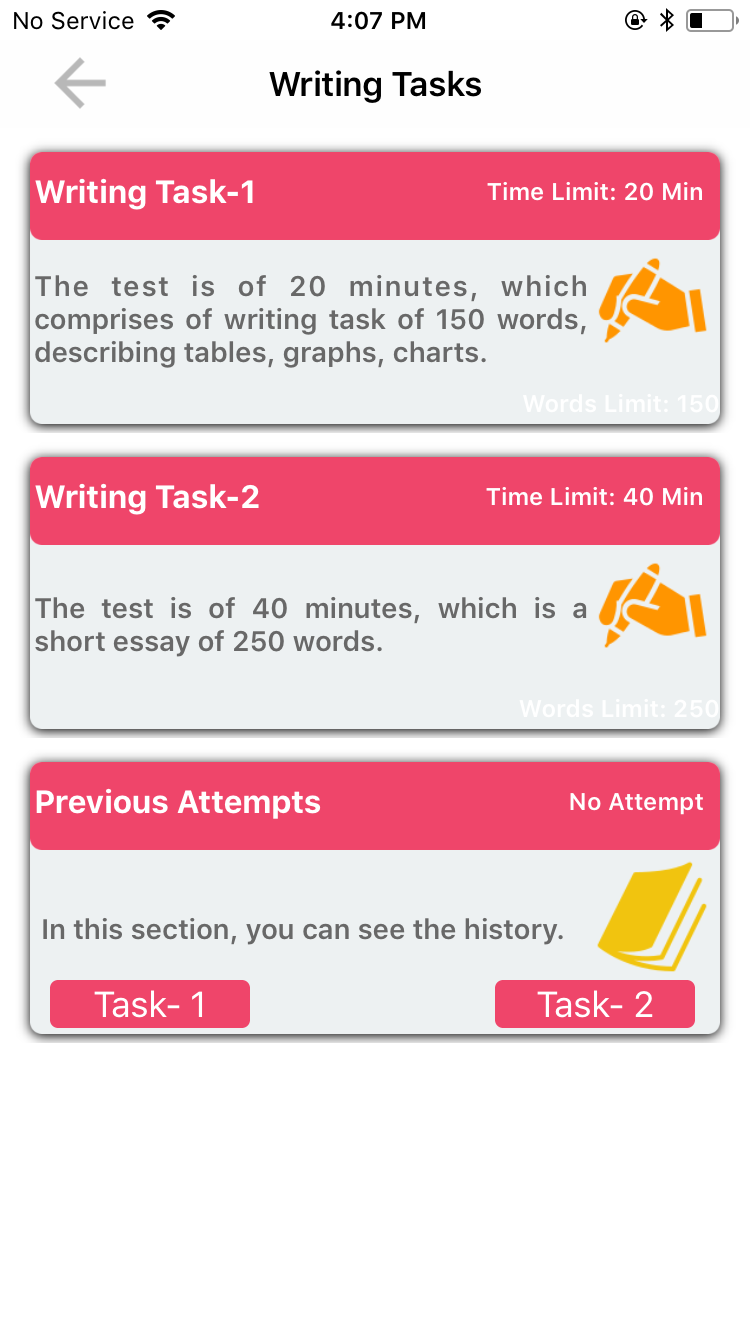 No Service 4:07 PM
Writing Tasks
Writing Task-1 Time Limit: 20 Min
The test is of 20 minutes, which
comprises of writing task of 150 words,
describing tables, graphs, charts.
Words Limit: 150
Writing Task-2 Time Limit: 40 Min
The test is of 40 minutes, which is a
short essay of 250 words.
Words Limit: 250
Previous Attempts No Attempt
In this section, you can see the history.
Task- 1 Task- 2